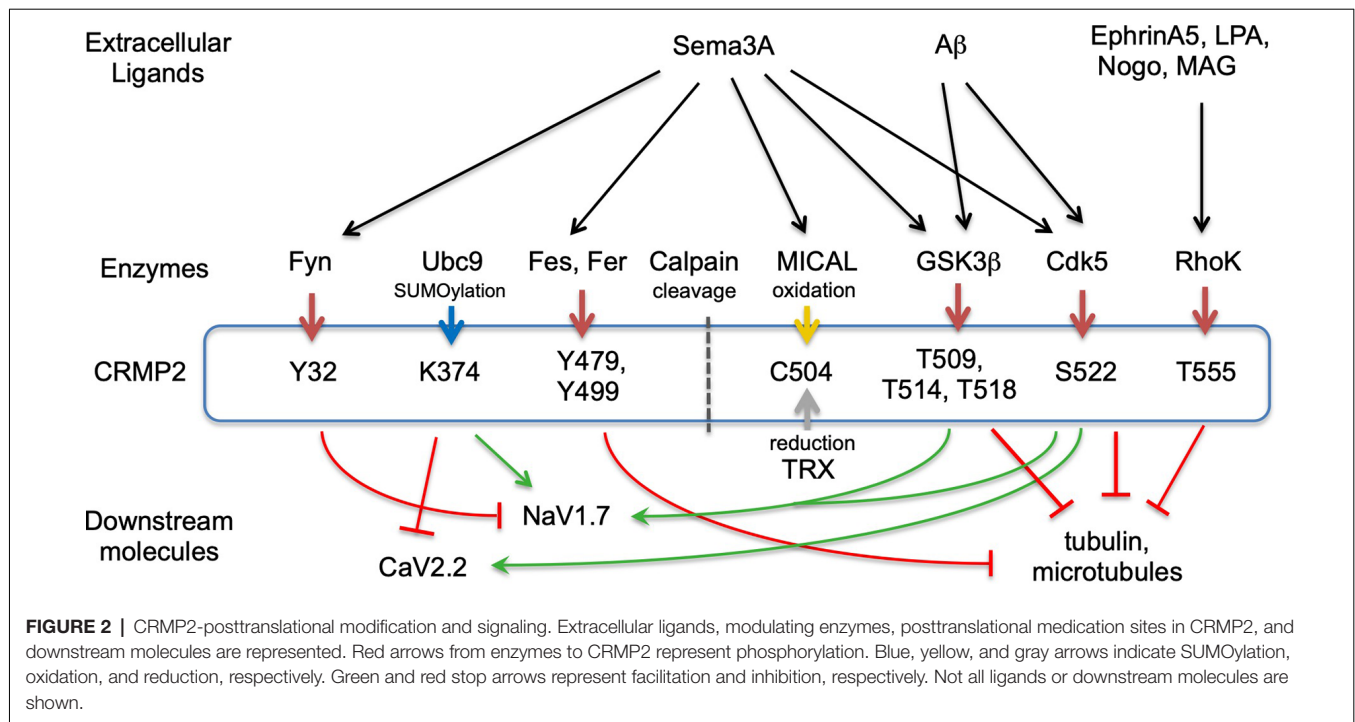 Extracellular
Ligands
Sema3A
Aβ
EphrinA5, LPA,
Nogo, MAG
Enzymes
Fyn
Ubc9
SUMOylation
Fes, Fer
Calpain
cleavage
MICAL
oxidation
GSK3β
Cdk5
RhoK
CRMP2
Y32
K374
Y479,
Y499
C504
T509,
T514, T518
S522
T555
reduction
TRX
Downstream
molecules
NaV1.7
CaV2.2
tubulin,
microtubules
FIGURE 2 | CRMP2-posttranslational modification and signaling. Extracellular ligands, modulating enzymes, posttranslational medication sites in CRMP2, and
downstream molecules are represented. Red arrows from enzymes to CRMP2 represent phosphorylation. Blue, yellow, and gray arrows indicate SUMOylation,
oxidation, and reduction, respectively. Green and red stop arrows represent facilitation and inhibition, respectively. Not all ligands or downstream molecules are
shown.